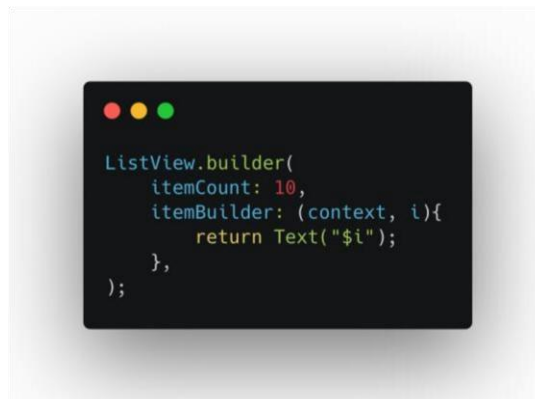 ListView.builder(
    itemCount: 10,
    itemBuilder: (context, i){
        return Text("$i");
    },
);